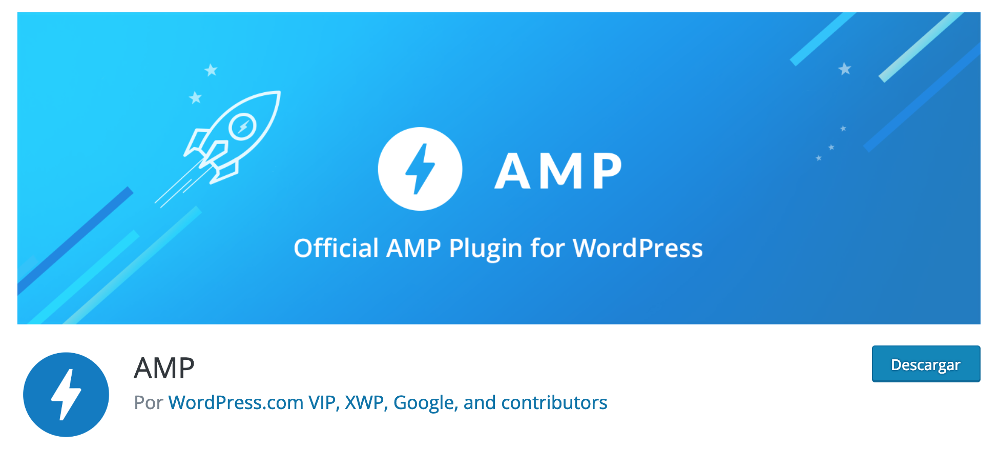 AMP
Official AMP Plugin for WordPress
AMP
Descargar
Por WordPress.com VIP, XWP, Google, and contributors